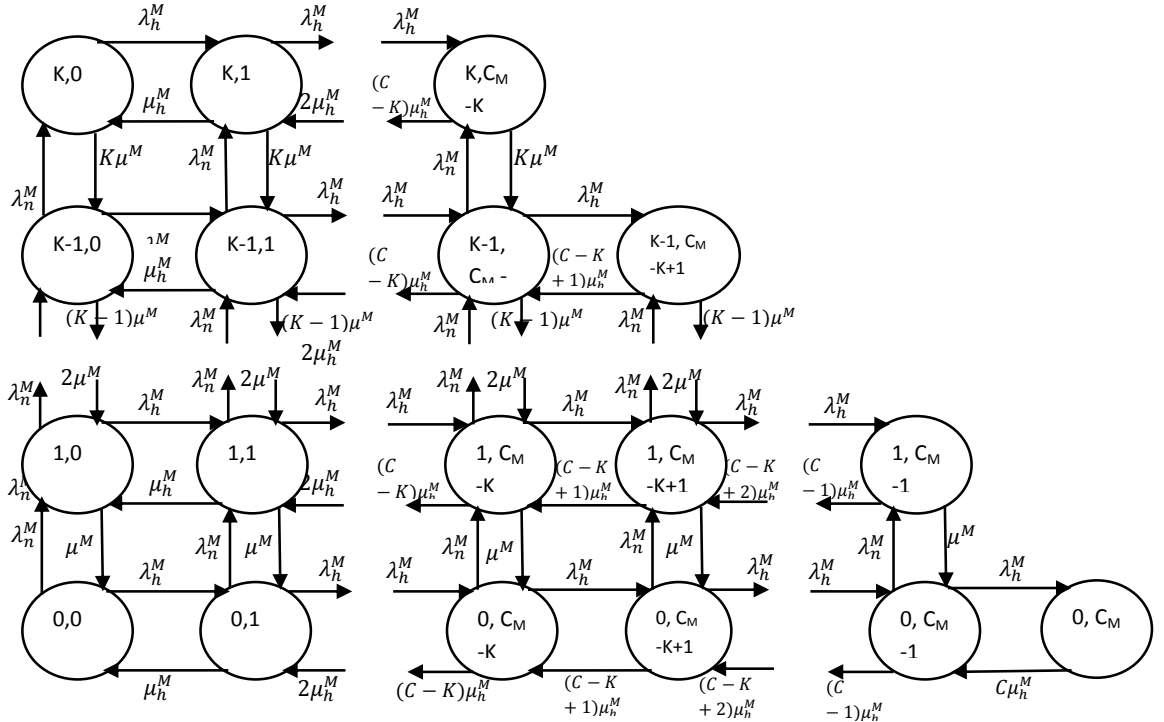 λ_h^M λ_h^M λ_h^M
K,0 K,1 K,C_M
-K
(C
− K)μ_h^M
μ_h^M 2μ_h^M
λ_n^M Kμ^M λ_n^M Kμ^M λ_h^M λ_h^M λ_n^M Kμ^M λ_h^M
K-1,0 K-1,1 K-1,
C_M -
K-1, C_M
-K+1
μ_h^M
(C
− K)μ_h^M
(C − K
+ 1)μ_h^M
(K − 1)μ^M λ_n^M (K − 1)μ^M λ_n^M (K − 1)μ^M λ_n^M (K − 1)μ^M
2μ_h^M
λ_n^M 2μ^M λ_n^M 2μ^M λ_n^M 2μ^M λ_n^M 2μ^M
λ_h^M λ_h^M λ_h^M λ_h^M λ_h^M λ_h^M
1,0 1,1 1, C_M
-K
1, C_M
-K+1
1, C_M
-1
λ_n^M μ_h^M 2μ_h^M
(C
− K)μ_h^M
(C − K
+ 1)μ_h^M
(C − K
+ 2)μ_h^M
(C
− 1)μ_h^M
λ_n^M μ^M λ_n^M μ^M λ_n^M μ^M λ_n^M μ^M λ_n^M μ^M
λ_h^M λ_h^M λ_h^M λ_h^M λ_h^M λ_h^M λ_h^M
0,0 0,1 0, C_M
-K
0, C_M
-K+1
0, C_M
-1
0, C_M
μ_h^M 2μ_h^M (C − K)μ_h^M
(C − K
+ 1)μ_h^M
(C − K
+ 2)μ_h^M
(C
− 1)μ_h^M
Cμ_h^M